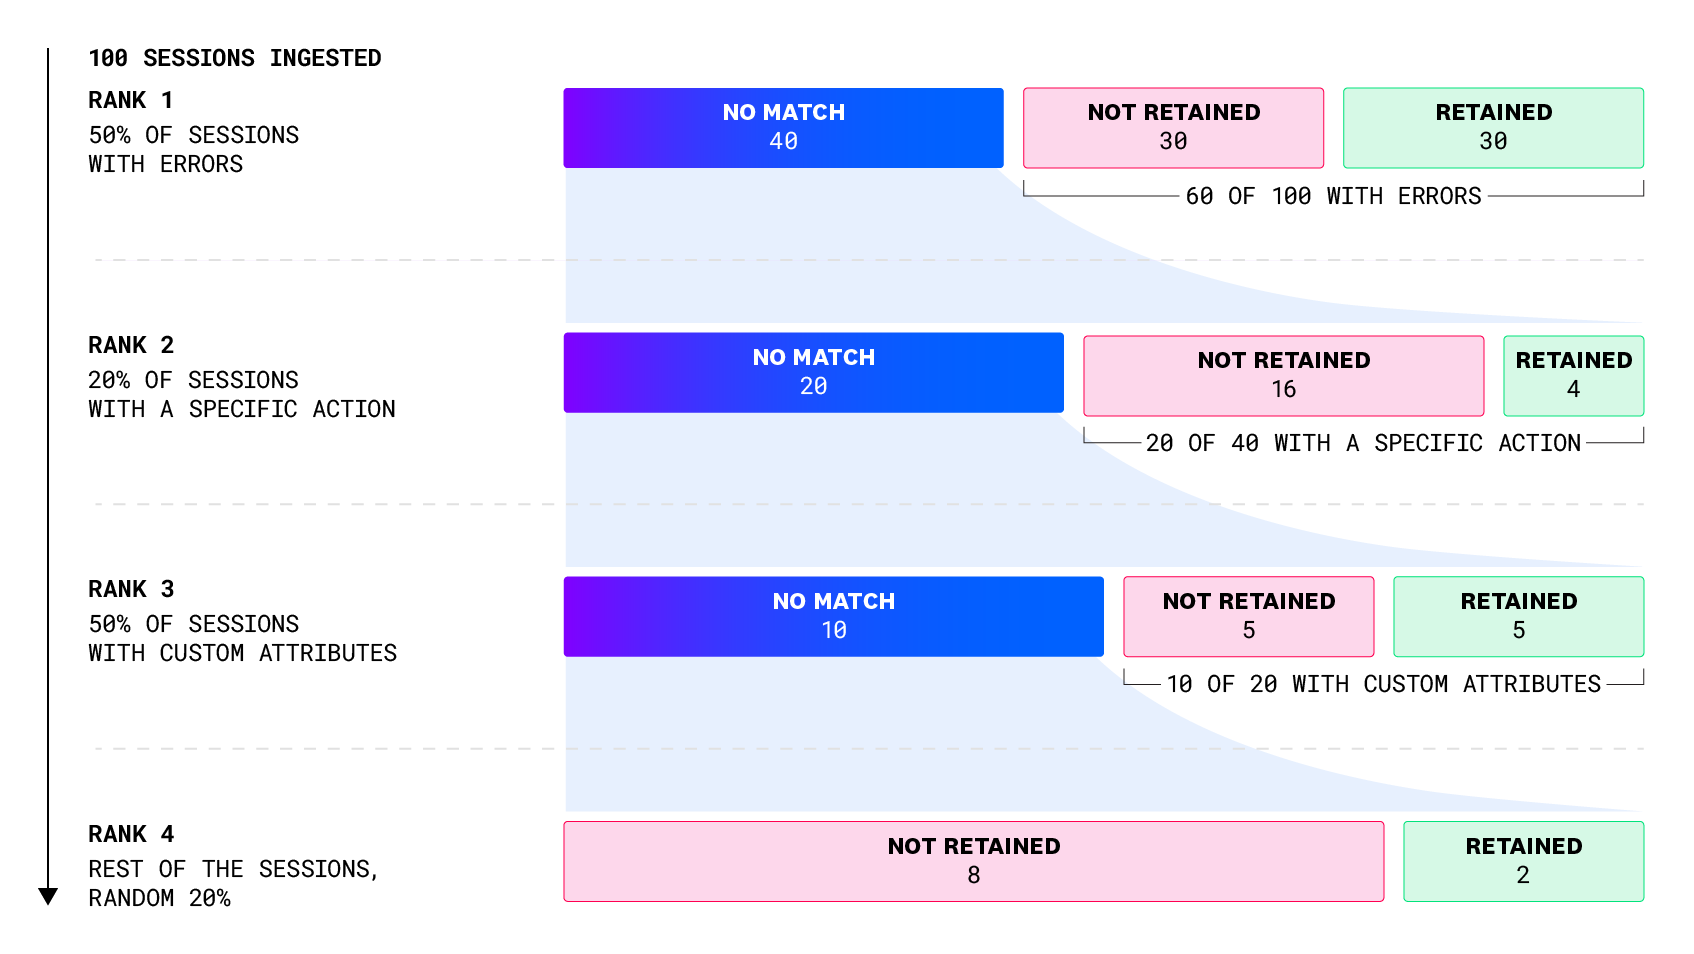 100 SESSIONS INGESTED
RANK 1
50% OF SESSIONS
WITH ERRORS
NO MATCH
40
NOT RETAINED
30
RETAINED
30
60 OF 100 WITH ERRORS
RANK 2
20% OF SESSIONS
WITH A SPECIFIC ACTION
NO MATCH
20
NOT RETAINED
16
RETAINED
4
20 OF 40 WITH A SPECIFIC ACTION
RANK 3
50% OF SESSIONS
WITH CUSTOM ATTRIBUTES
NO MATCH
10
NOT RETAINED
5
RETAINED
5
10 OF 20 WITH CUSTOM ATTRIBUTES
RANK 4
REST OF THE SESSIONS,
RANDOM 20%
NOT RETAINED
8
RETAINED
2